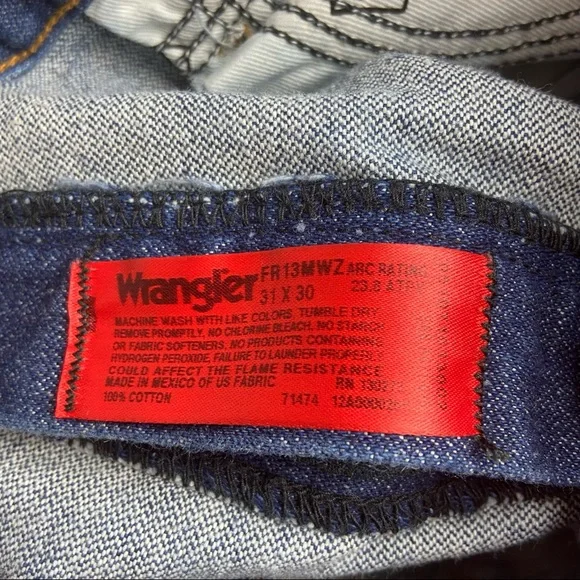 Wrangler FR13MWZ ARC RATING
31 X 30 23.8
MACHINE WASH WITH LIKE COLORS, TUMBLE DRY
REMOVE PROMPTLY, NO CHLORINE BLEACH. NO STARCH
OR FABRIC SOFTENERS. NO PRODUCTS CONTAINING
HYDROGEN PEROXIDE. FAILURE TO LAUNDER PROPERLY
COULD AFFECT THE FLAME RESISTANCE
MADE IN MEXICO OF US FABRIC RN
100% COTTON 71474